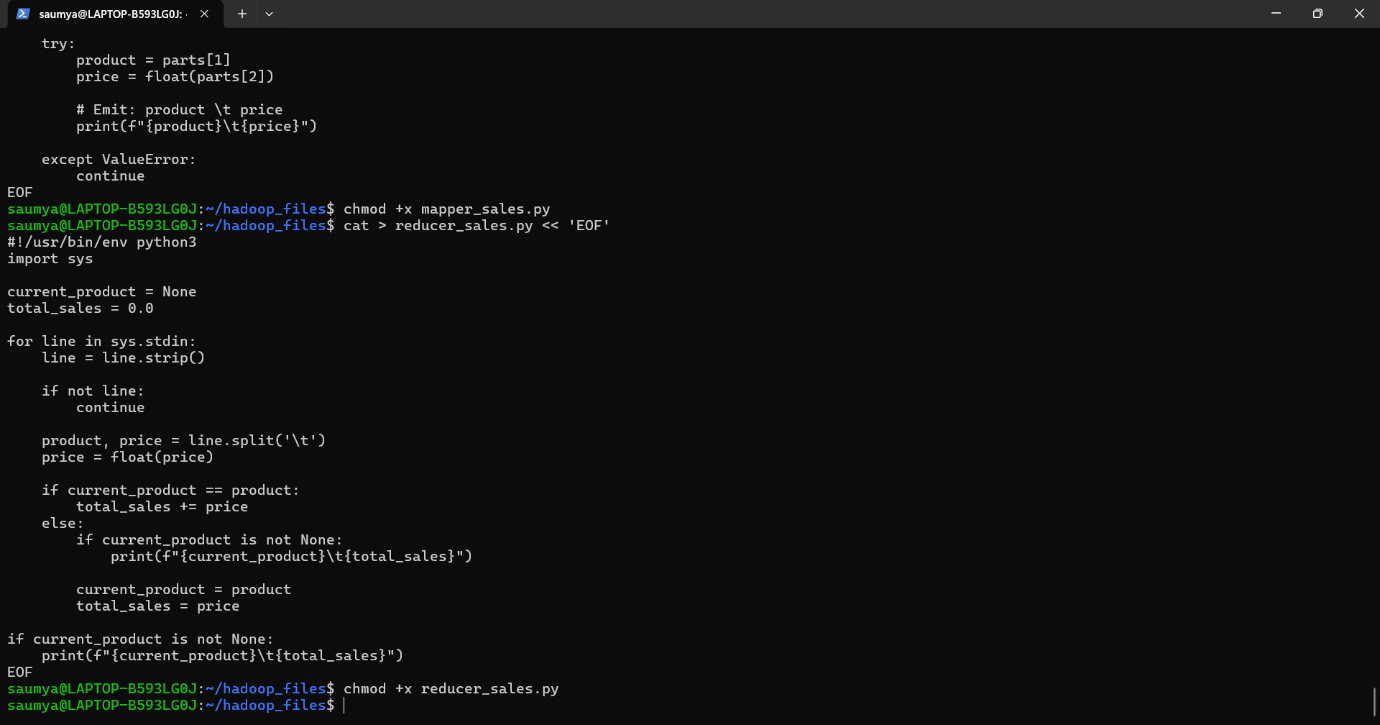 saumya@LAPTOP-B593LG0J: ~
    try:
        product = parts[1]
        price = float(parts[2])

        # Emit: product \t price
        print(f"{product}\t{price}")

    except ValueError:
        continue
EOF
saumya@LAPTOP-B593LG0J:~/hadoop_files$ chmod +x mapper_sales.py
saumya@LAPTOP-B593LG0J:~/hadoop_files$ cat > reducer_sales.py << 'EOF'
#!/usr/bin/env python3
import sys

current_product = None
total_sales = 0.0

for line in sys.stdin:
    line = line.strip()

    if not line:
        continue

    product, price = line.split('\t')
    price = float(price)

    if current_product == product:
        total_sales += price
    else:
        if current_product is not None:
            print(f"{current_product}\t{total_sales}")

        current_product = product
        total_sales = price

if current_product is not None:
    print(f"{current_product}\t{total_sales}")
EOF
saumya@LAPTOP-B593LG0J:~/hadoop_files$ chmod +x reducer_sales.py
saumya@LAPTOP-B593LG0J:~/hadoop_files$